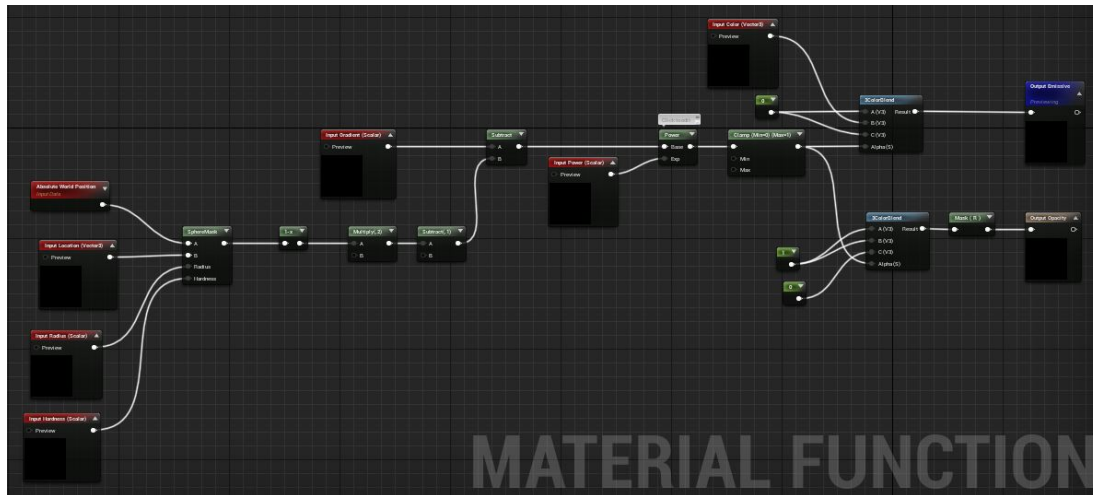 Input Color (Vector3)
Preview
0
3ColorBlend
A (V3) Result
B (V3)
C (V3)
Alpha (S)
Output Emissive
Previewing
Input Gradient (Scalar)
Preview
Subtract
A
B
Power
Base
Exp
Clamp (Min=0) (Max=1)
Min
Max
Input Power (Scalar)
Preview
Absolute World Position
Input Data
SphereMask
A
B
Radius
Hardness
1-x
Multiply(,2)
A
B
Subtract(,1)
A
B
Input Location (Vector3)
Preview
3ColorBlend
A (V3) Result
B (V3)
C (V3)
Alpha (S)
Mask ( R )
Output Opacity
1
0
Input Radius (Scalar)
Preview
Input Hardness (Scalar)
Preview
MATERIAL FUNCTION